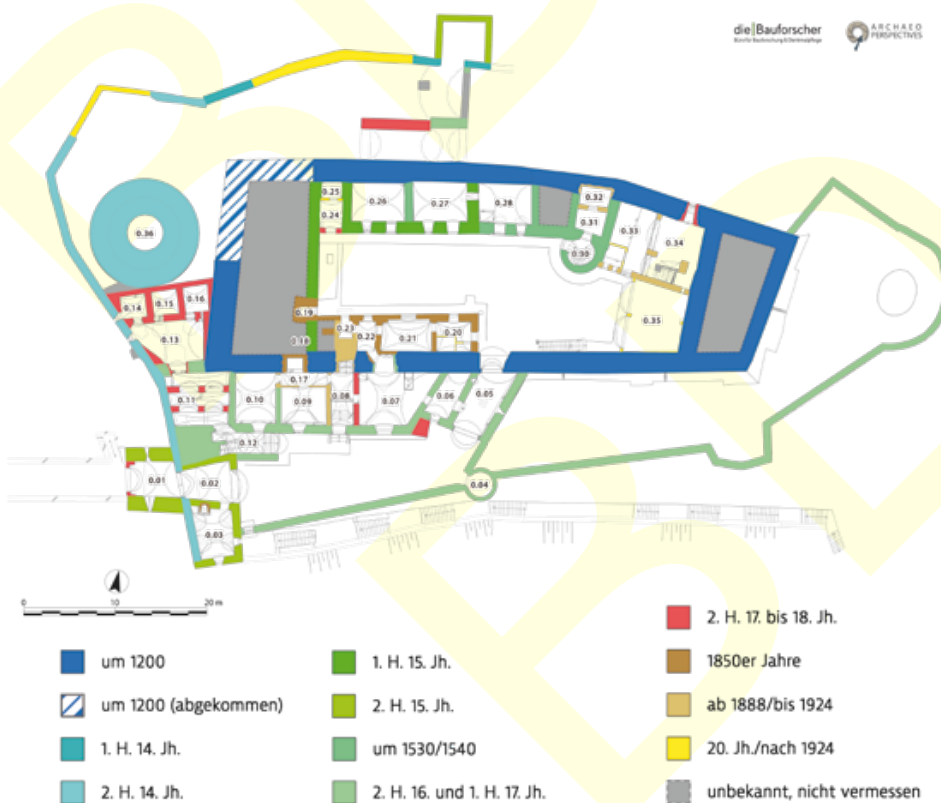 die|Bauforscher
Büro für Bauforschung & Denkmalpflege
ARCHAEO
PERSPECTIVES
0.25
0.24
0.26
0.27
0.28
0.32
0.31
0.30
0.33
0.34
0.35
0.36
0.14
0.15
0.16
0.13
0.19
0.18
0.23
0.22
0.21
0.20
0.17
0.11
0.10
0.09
0.08
0.07
0.06
0.05
0.12
0.01
0.02
0.03
0.04
0
10
20 m
um 1200
um 1200 (abgekommen)
1. H. 14. Jh.
2. H. 14. Jh.
1. H. 15. Jh.
2. H. 15. Jh.
um 1530/1540
2. H. 16. und 1. H. 17. Jh.
2. H. 17. bis 18. Jh.
1850er Jahre
ab 1888/bis 1924
20. Jh./nach 1924
unbekannt, nicht vermessen